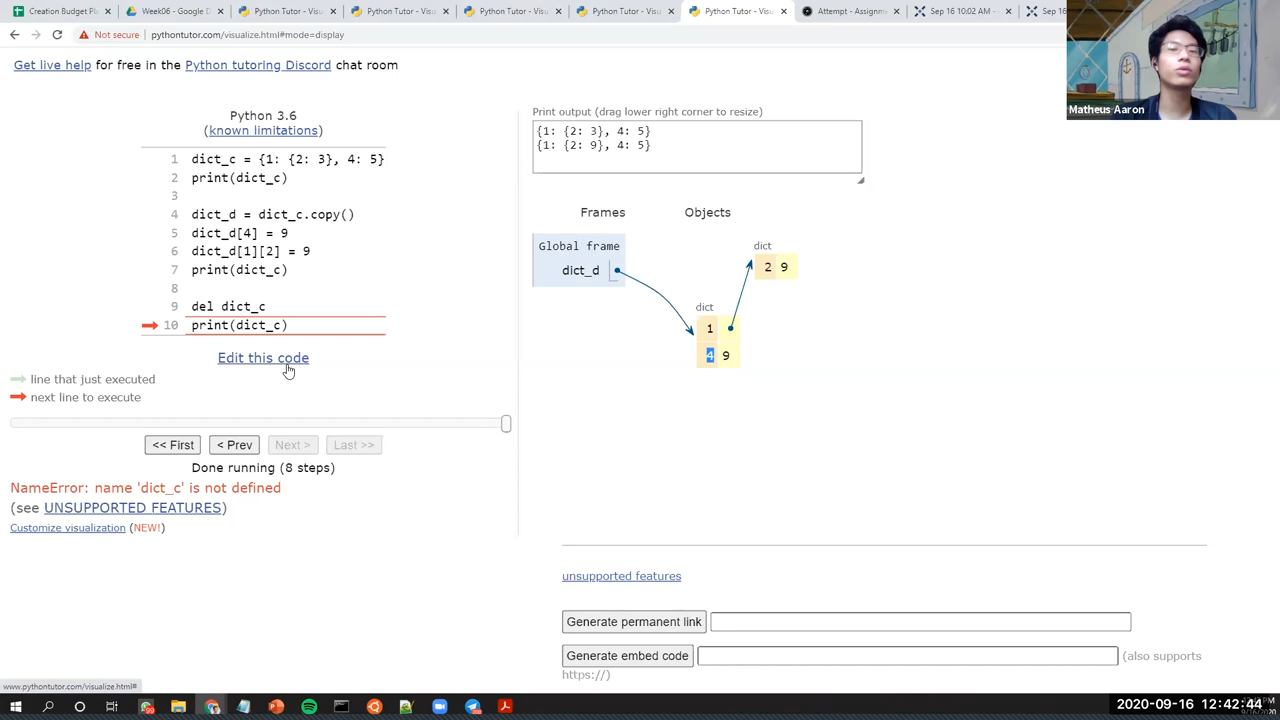 Creation Budget Pl
Week06 - Google D
Python Tutor - Visu
Python Tutor - Visu
Python Tutor - Visu
Python Tutor - Visu
Python Tutor - Visu
Attempt - Assignm
Sep 16 10:02 AM -
Sep 16
Not secure
pythontutor.com/visualize.html#mode=display
Get live help for free in the Python tutoring Discord chat room
Matheus Aaron
Python 3.6
(known limitations)
1 dict_c = {1: {2: 3}, 4: 5}
2 print(dict_c)
3
4 dict_d = dict_c.copy()
5 dict_d[4] = 9
6 dict_d[1][2] = 9
7 print(dict_c)
8
9 del dict_c
10 print(dict_c)
Edit this code
line that just executed
next line to execute
<< First
< Prev
Next >
Last >>
Done running (8 steps)
NameError: name 'dict_c' is not defined
(see UNSUPPORTED FEATURES)
Customize visualization (NEW!)
Print output (drag lower right corner to resize)
{1: {2: 3}, 4: 5}
{1: {2: 9}, 4: 5}
Frames
Objects
Global frame
dict_d
dict
2 9
dict
1
4 9
unsupported features
Generate permanent link
Generate embed code
(also supports
https://)
www.pythontutor.com/visualize.html#
2020-09-16 12:42:44